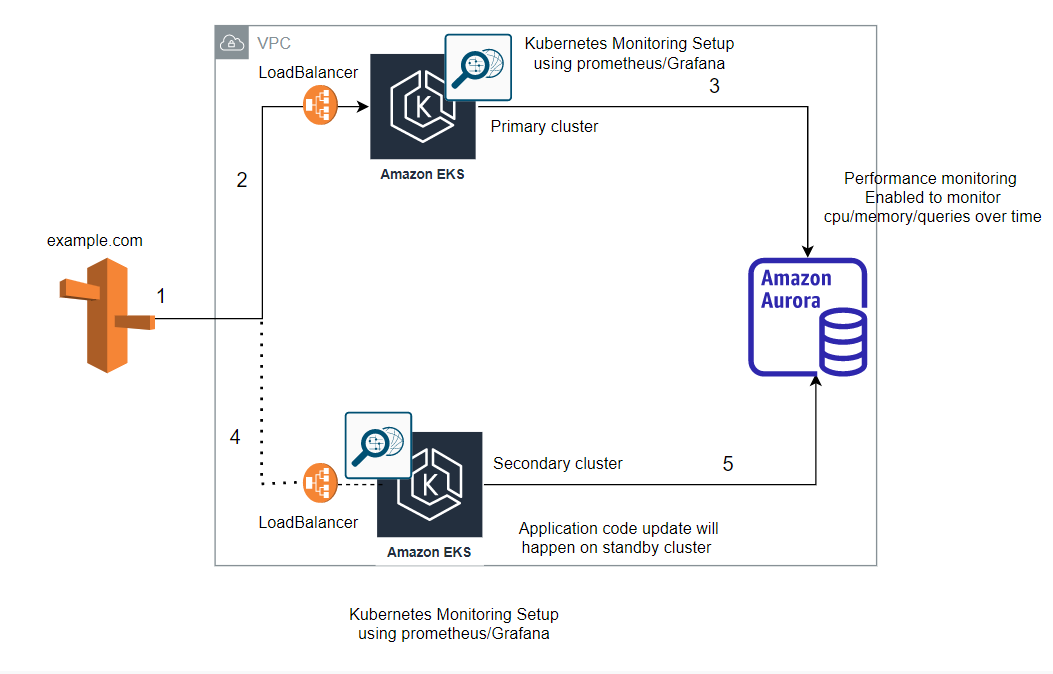 VPC
LoadBalancer
Kubernetes Monitoring Setup
using prometheus/Grafana
3
K
Primary cluster
Amazon EKS
2
Performance monitoring
Enabled to monitor
cpu/memory/queries over time
example.com
1
Amazon
Aurora
4
K
Secondary cluster
5
LoadBalancer
Application code update will
happen on standby cluster
Amazon EKS
Kubernetes Monitoring Setup
using prometheus/Grafana